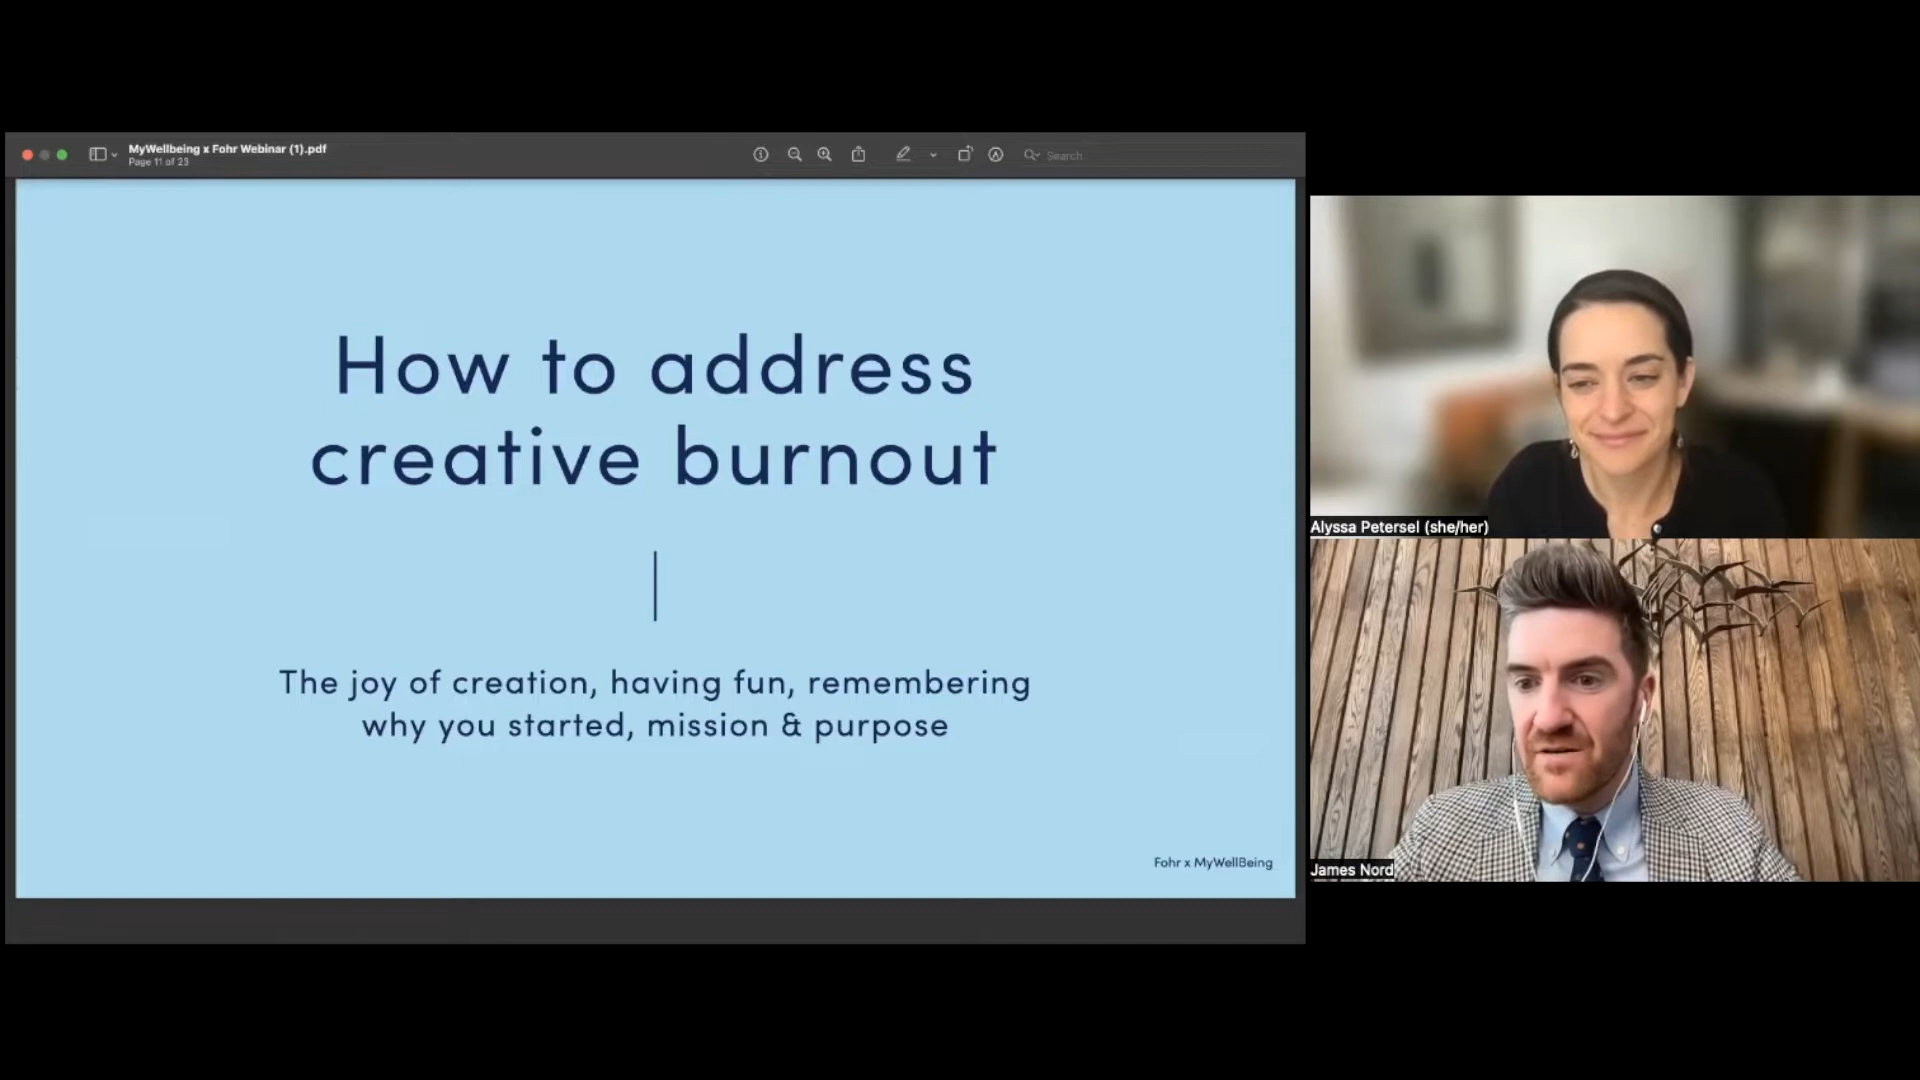 MyWellbeing x Fohr Webinar (1).pdf
Page 11 of 23
Search
How to address
creative burnout
The joy of creation, having fun, remembering
why you started, mission & purpose
Fohr x MyWellBeing
Alyssa Petersel (she/her)
James Nord